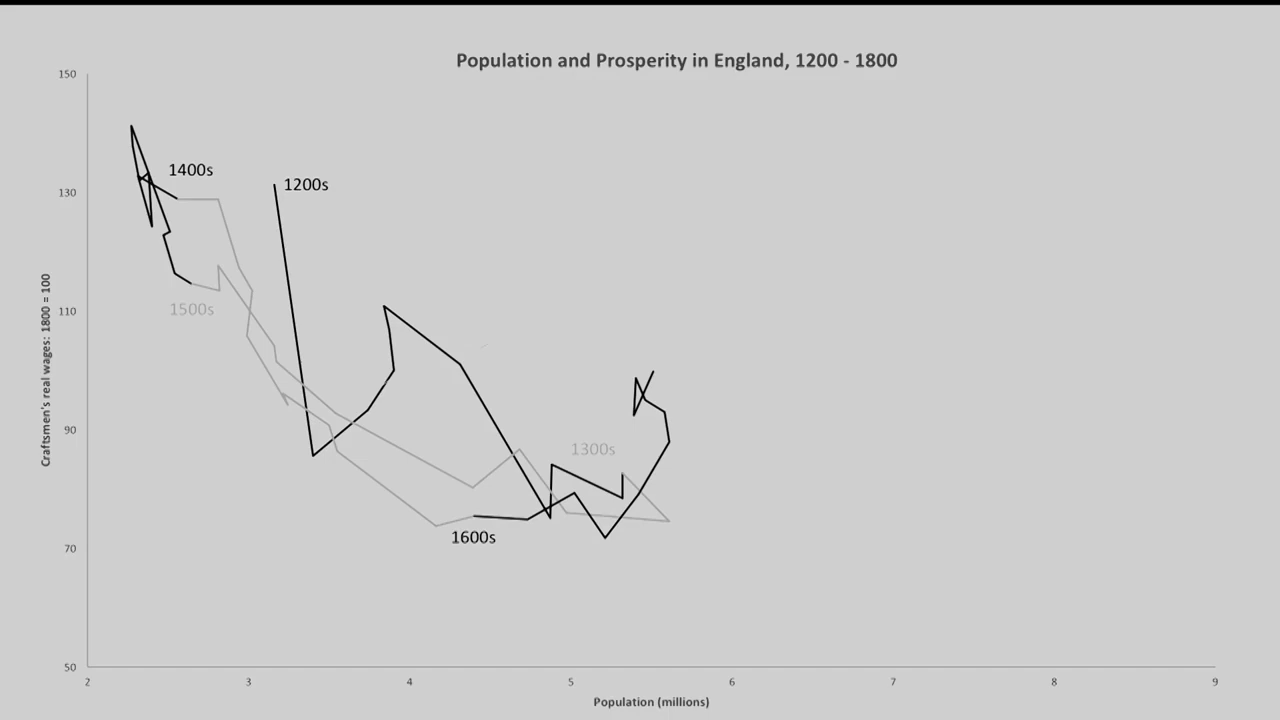 Population and Prosperity in England, 1200 - 1800
150
130
110
90
70
50
Craftsmen's real wages: 1800 = 100
1400s
1200s
1500s
1300s
1600s
2
3
4
5
6
7
8
9
Population (millions)